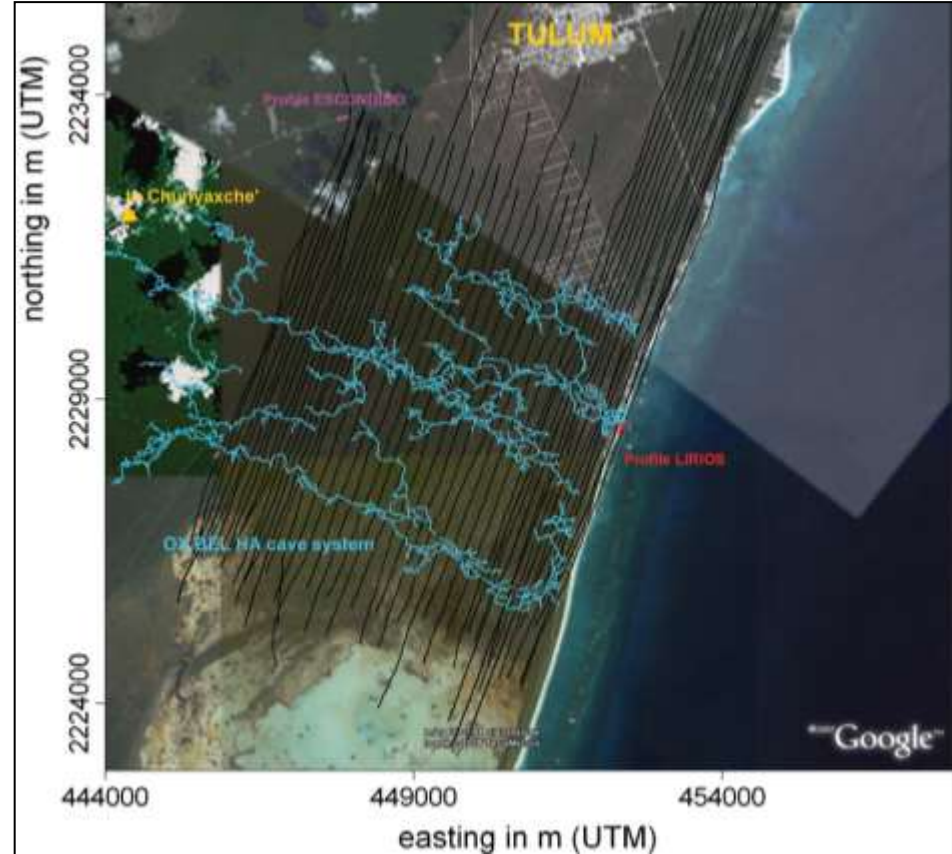 TULUM
Profile ESCONDIDO
Chunyaxche'
Profile LIRIOS
OX BEL HA cave system
Google
2234000
2229000
2224000
northing in m (UTM)
444000
449000
454000
easting in m (UTM)